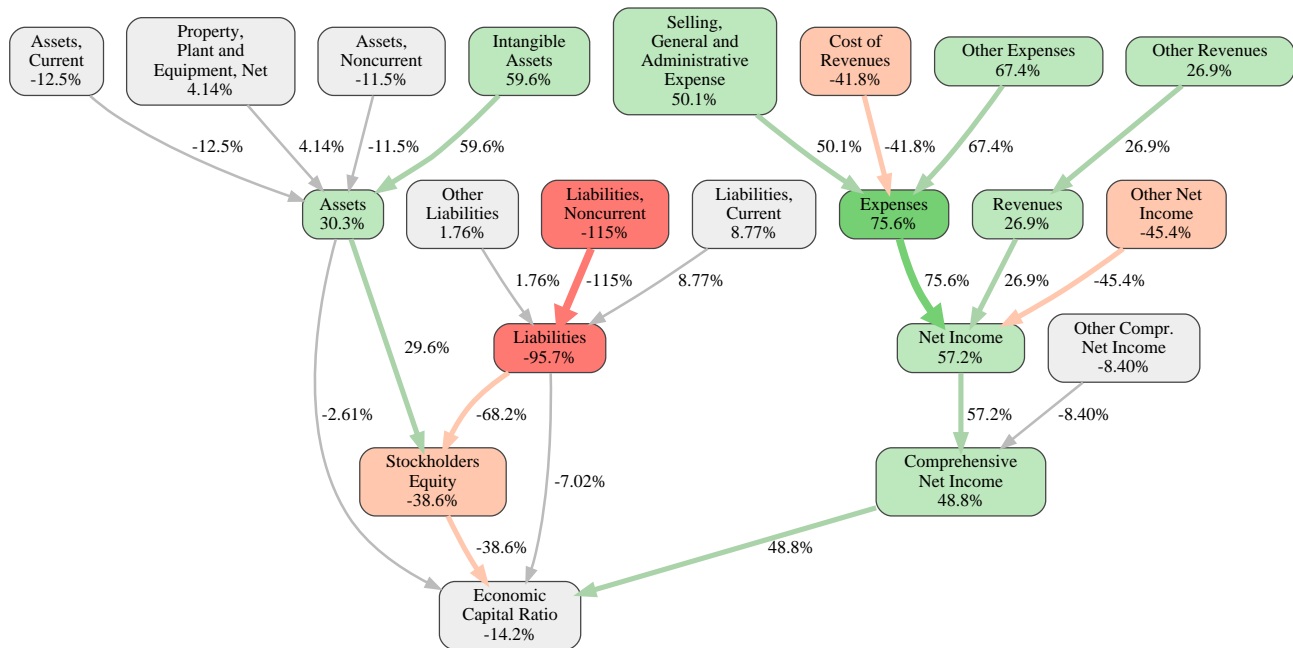 Assets,
Current
-12.5%
Property,
Plant and
Equipment, Net
4.14%
Assets,
Noncurrent
-11.5%
Intangible
Assets
59.6%
Selling,
General and
Administrative
Expense
50.1%
Cost of
Revenues
-41.8%
Other Expenses
67.4%
Other Revenues
26.9%
-12.5%
4.14%
-11.5%
59.6%
50.1%
-41.8%
67.4%
26.9%
Assets
30.3%
Other
Liabilities
1.76%
Liabilities,
Noncurrent
-115%
Liabilities,
Current
8.77%
Expenses
75.6%
Revenues
26.9%
Other Net
Income
-45.4%
1.76%
-115%
8.77%
75.6%
26.9%
-45.4%
Liabilities
-95.7%
Net Income
57.2%
Other Compr.
Net Income
-8.40%
29.6%
-2.61%
-68.2%
-7.02%
57.2%
-8.40%
Stockholders
Equity
-38.6%
Comprehensive
Net Income
48.8%
-38.6%
48.8%
Economic
Capital Ratio
-14.2%